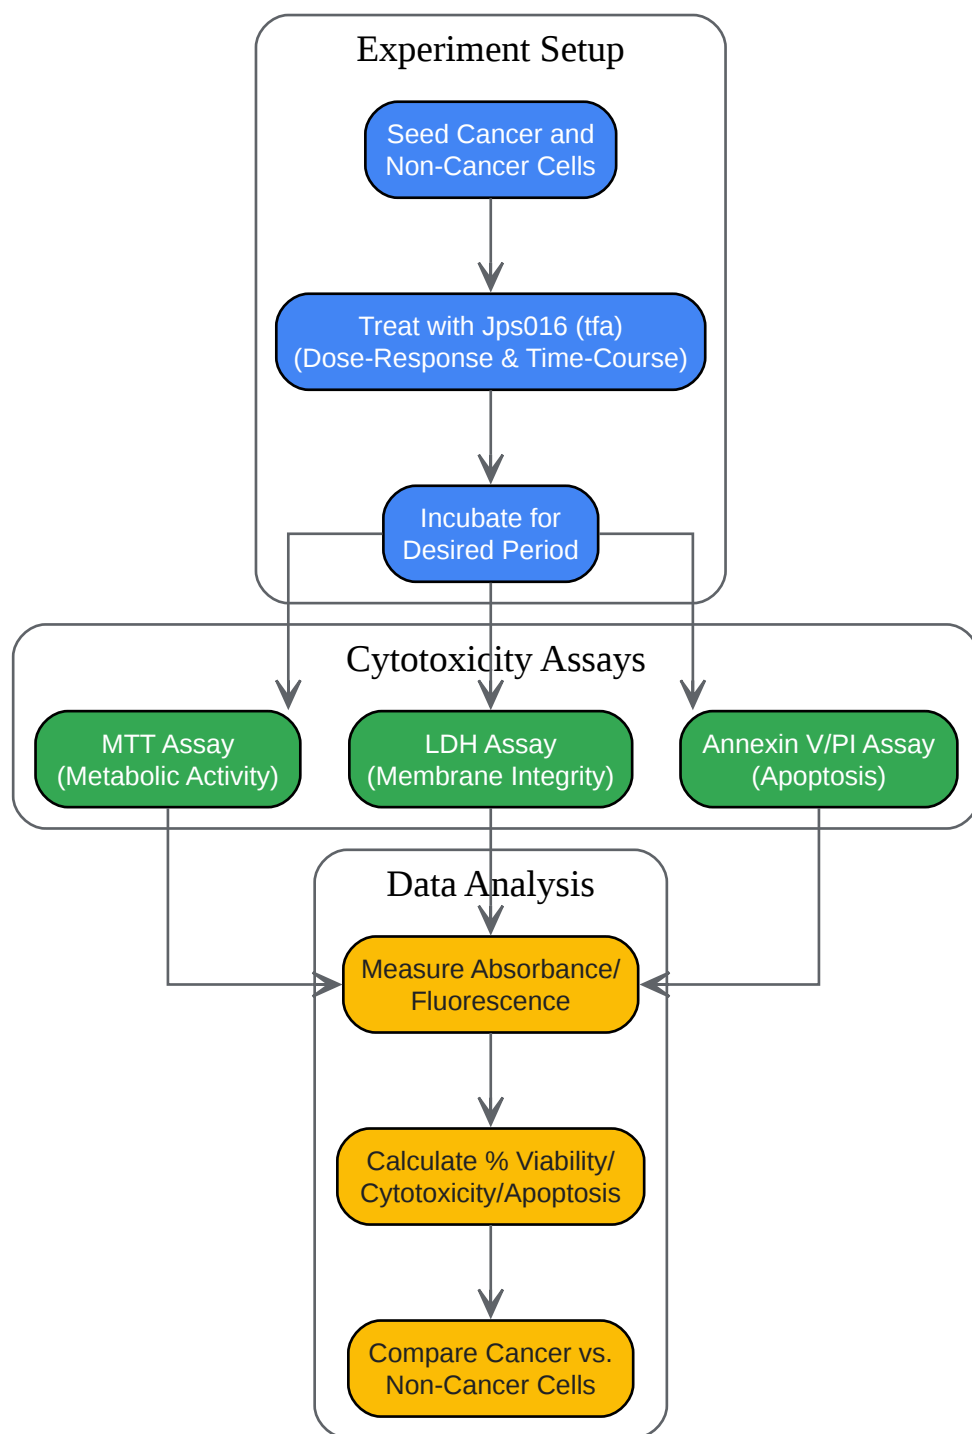 Experiment Setup
Seed Cancer and
Non-Cancer Cells
Treat with Jps016 (tfa)
(Dose-Response & Time-Course)
Incubate for
Desired Period
Cytotoxicity Assays
MTT Assay
(Metabolic Activity)
LDH Assay
(Membrane Integrity)
Annexin V/PI Assay
(Apoptosis)
Data Analysis
Measure Absorbance/
Fluorescence
Calculate % Viability/
Cytotoxicity/Apoptosis
Compare Cancer vs.
Non-Cancer Cells